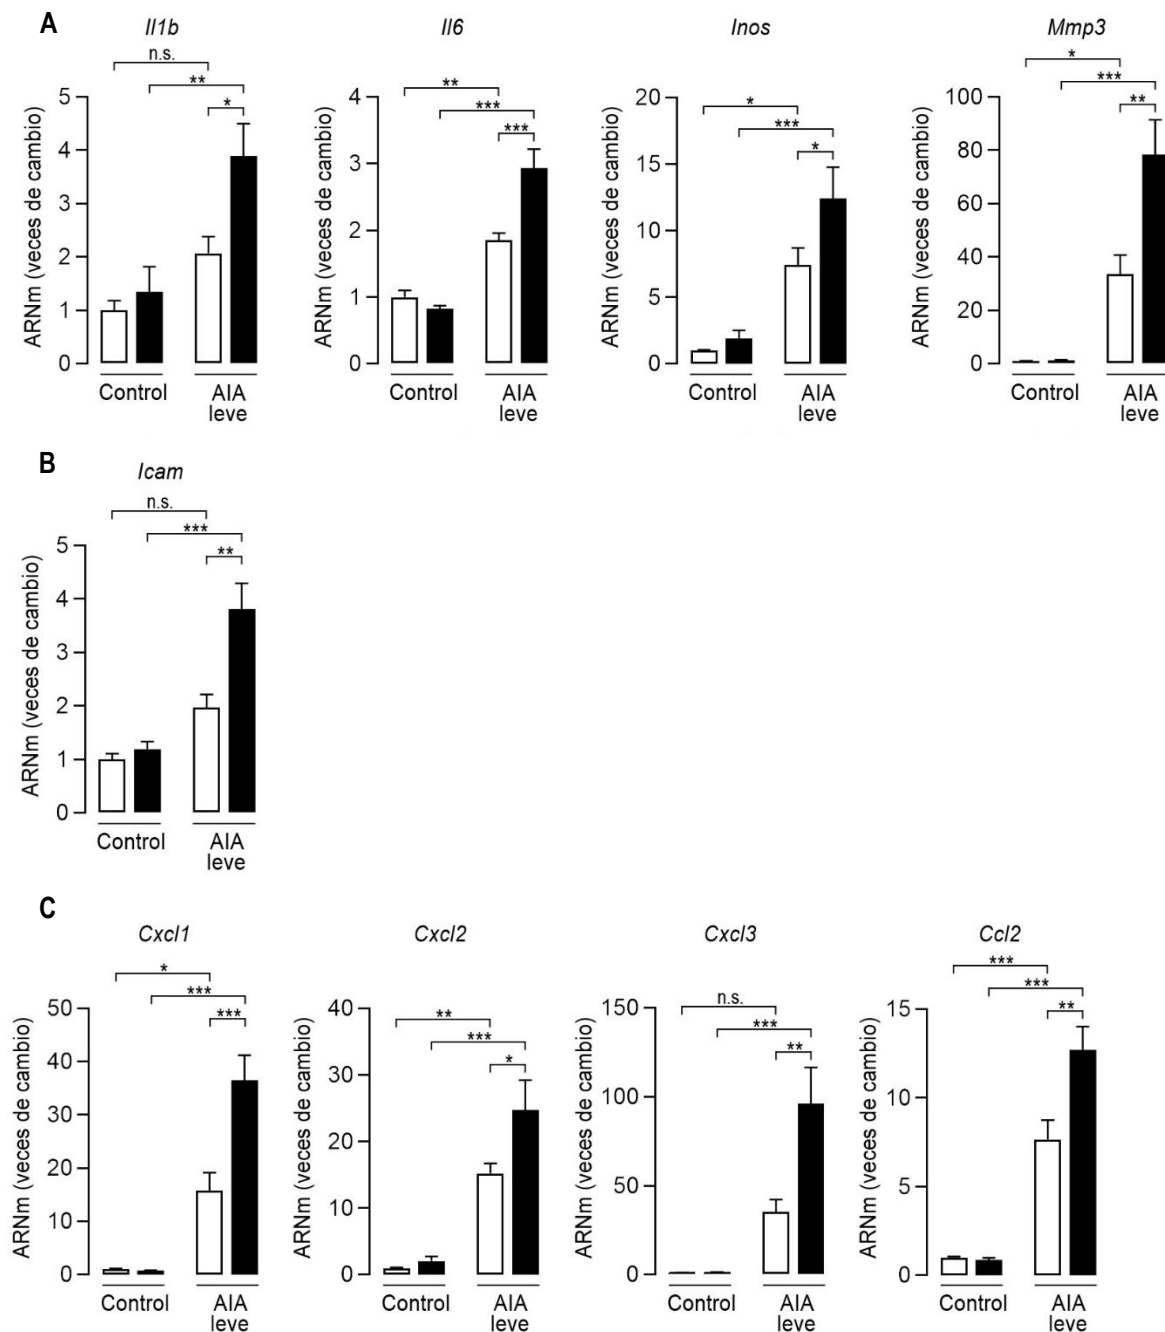 A
Il1b
Il6
Inos
Mmp3
n.s.
**
*
ARNm (veces de cambio)
5
4
3
2
1
0
Control
AIA
leve
**
***
***
ARNm (veces de cambio)
4
3
2
1
0
Control
AIA
leve
*
***
*
ARNm (veces de cambio)
20
15
10
5
0
Control
AIA
leve
*
***
**
ARNm (veces de cambio)
100
80
60
40
20
0
Control
AIA
leve
B
Icam
n.s.
***
**
ARNm (veces de cambio)
5
4
3
2
1
0
Control
AIA
leve
C
Cxcl1
Cxcl2
Cxcl3
Ccl2
*
***
***
ARNm (veces de cambio)
50
40
30
20
10
0
Control
AIA
leve
**
***
*
ARNm (veces de cambio)
40
30
20
10
0
Control
AIA
leve
n.s.
***
**
ARNm (veces de cambio)
150
100
50
0
Control
AIA
leve
***
***
**
ARNm (veces de cambio)
15
10
5
0
Control
AIA
leve